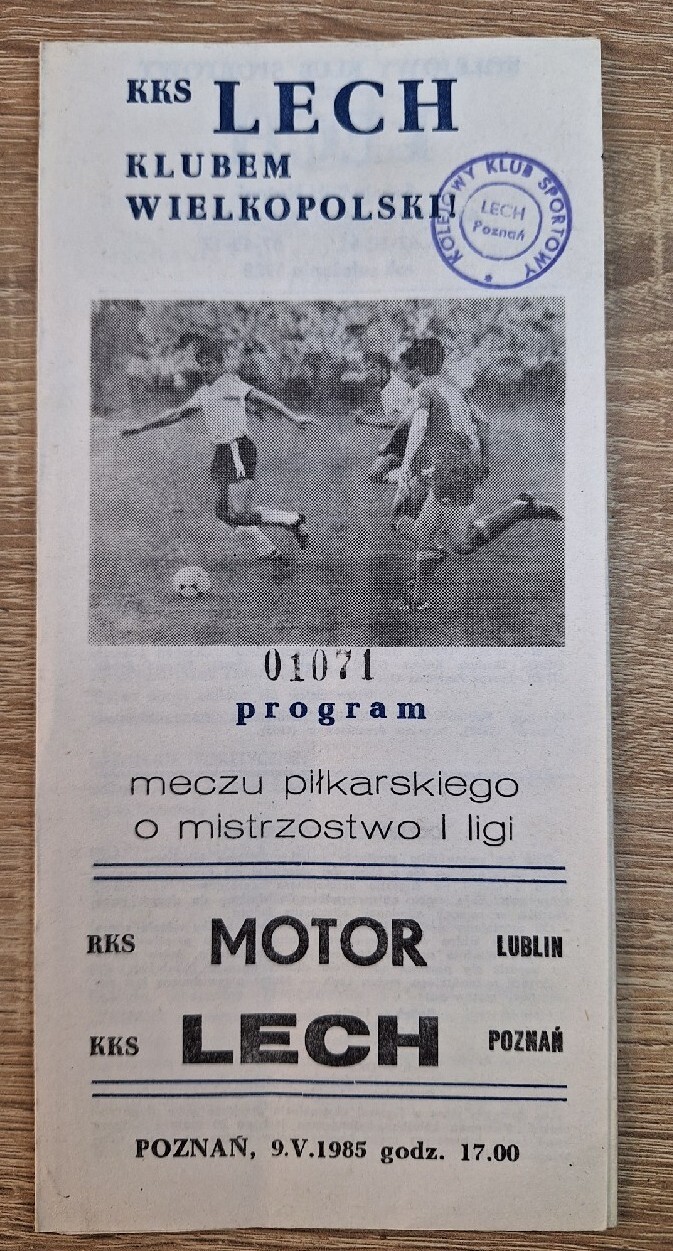 KKS LECH
KLUBEM
WIELKOPOLSKI!
KOLEJOWY KLUB SPORTOWY *
LECH
Poznań
01071
program
meczu piłkarskiego
o mistrzostwo I ligi
RKS MOTOR LUBLIN
KKS LECH POZNAŃ
POZNAŃ, 9.V.1985 godz. 17.00